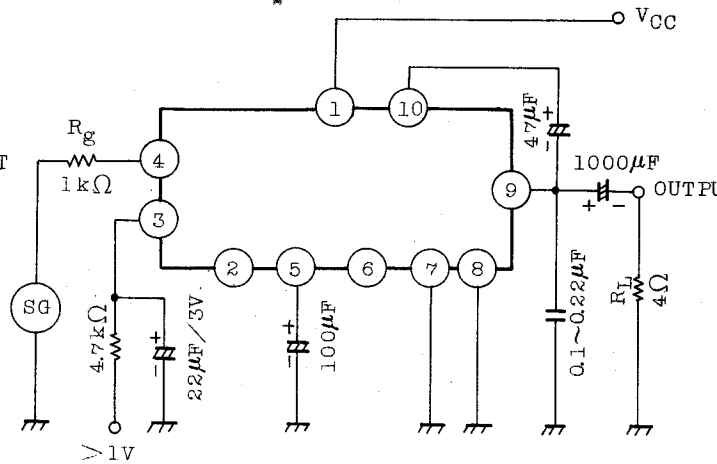 V_CC
1
10
47μF
+
-
R_g
1kΩ
T
4
3
9
1000μF
+ -
OUTPU
2
5
6
7
8
SG
4.7kΩ
+
-
22μF/3V
+
-
100μF
0.1~0.22μF
R_L
4Ω
>1V